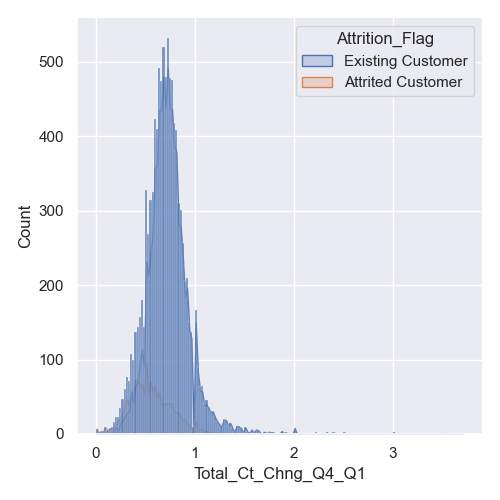 Attrition_Flag
Existing Customer
Attrited Customer
500
400
300
200
100
0
Count
0
1
2
3
Total_Ct_Chng_Q4_Q1